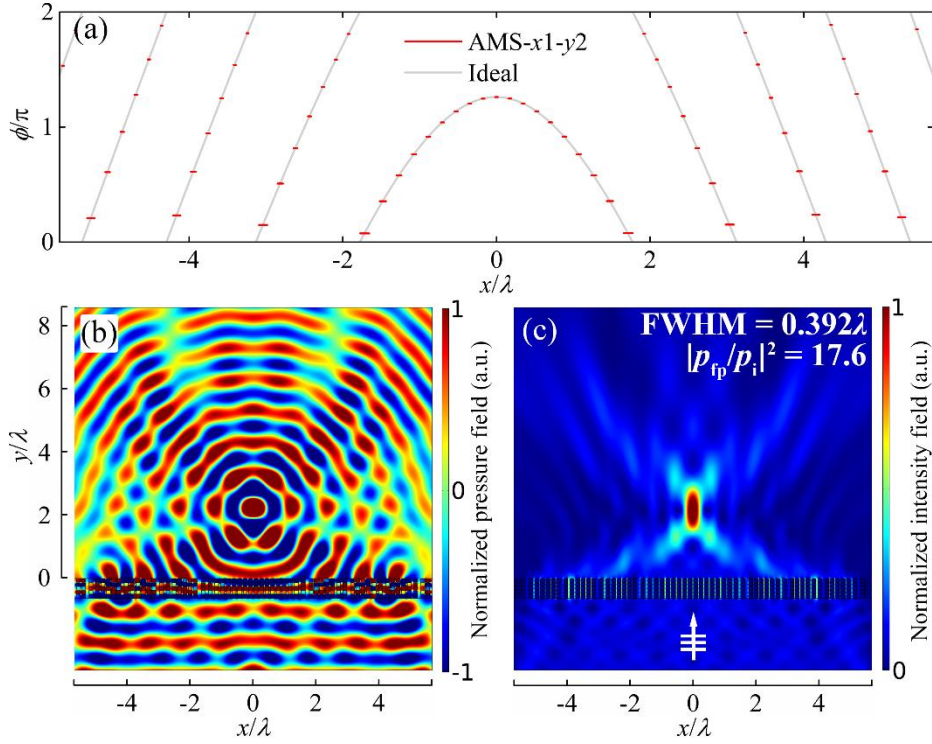 2
(a)
AMS-x1-y2
Ideal
ϕ/π
1
0
-4 -2 0 2 4
x/λ
8
(b)
1
6
y/λ
4
0
2
0
-1
Normalized pressure field (a.u.)
-4 -2 0 2 4
x/λ
(c)
FWHM = 0.392λ
|p_fp/p_i|² = 17.6
1
0
Normalized intensity field (a.u.)
-4 -2 0 2 4
x/λ